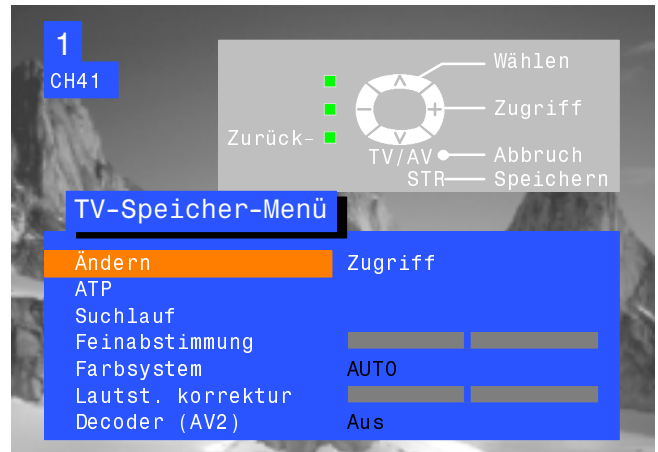 1
CH41
Wählen
Zugriff
Zurück-
TV/AV Abbruch
STR Speichern
TV-Speicher-Menü
Ändern Zugriff
ATP
Suchlauf
Feinabstimmung
Farbsystem AUTO
Lautst. korrektur
Decoder (AV2) Aus